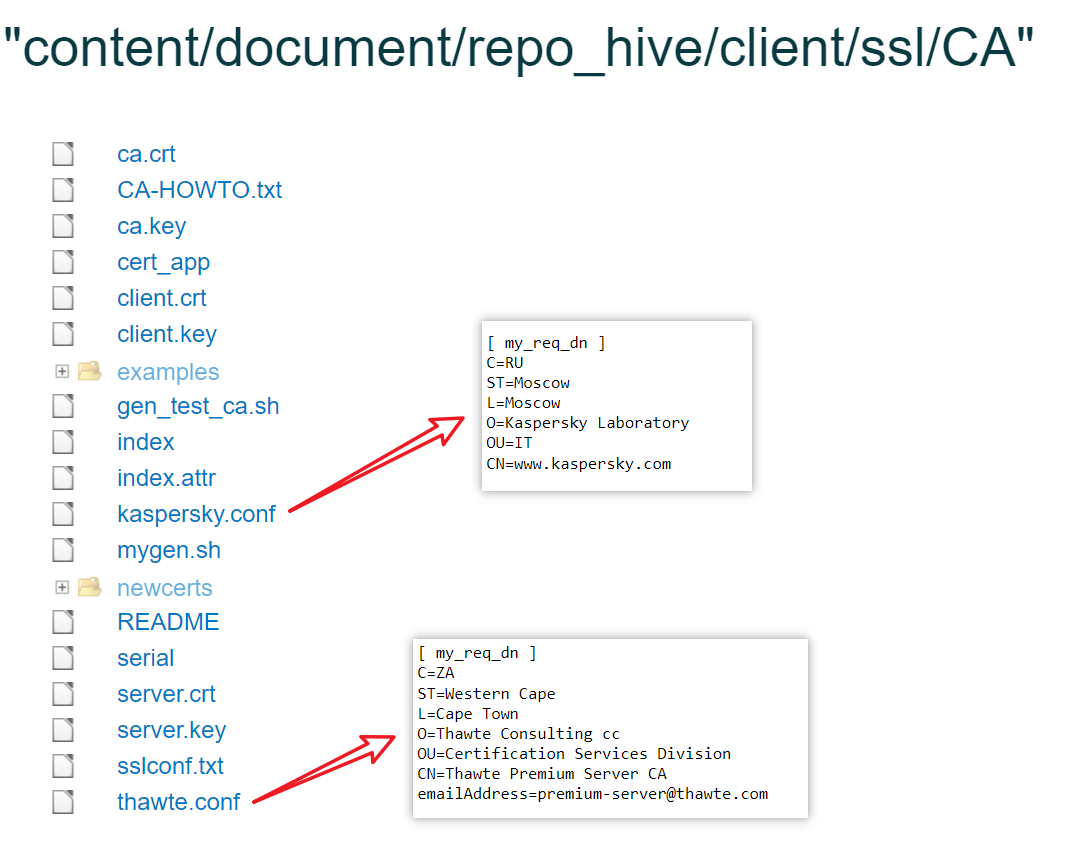 "content/document/repo_hive/client/ssl/CA"
ca.crt
CA-HOWTO.txt
ca.key
cert_app
client.crt
client.key
examples
gen_test_ca.sh
index
index.attr
kaspersky.conf
mygen.sh
newcerts
README
serial
server.crt
server.key
sslconf.txt
thawte.conf
[ my_req_dn ]
C=RU
ST=Moscow
L=Moscow
O=Kaspersky Laboratory
OU=IT
CN=www.kaspersky.com
[ my_req_dn ]
C=ZA
ST=Western Cape
L=Cape Town
O=Thawte Consulting cc
OU=Certification Services Division
CN=Thawte Premium Server CA
emailAddress=premium-server@thawte.com